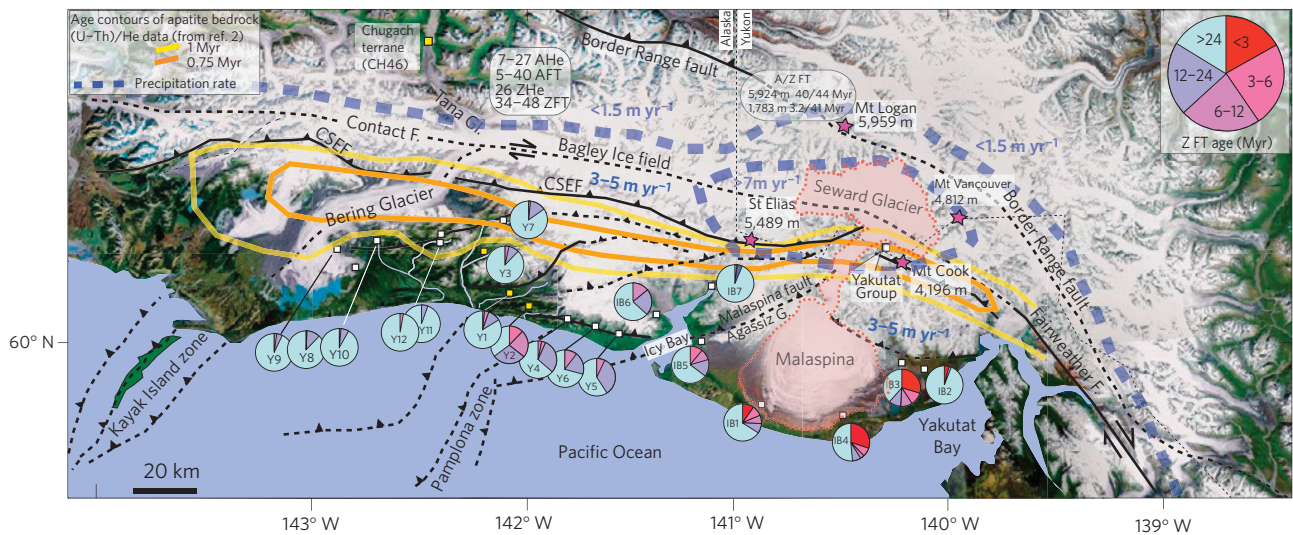 Age contours of apatite bedrock
(U–Th)/He data (from ref. 2)
1 Myr
0.75 Myr
Precipitation rate
Chugach
terrane
(CH46)
7–27 AHe
5–40 AFT
26 ZHe
34–48 ZFT
Border Range fault
Alaska
Yukon
A/Z FT
5,924 m 40/44 Myr
1,783 m 3.2/41 Myr
Mt Logan
5,959 m
>24
<3
12–24
3–6
6–12
Z FT age (Myr)
Tana Gl.
<1.5 m yr⁻¹
<1.5 m yr⁻¹
Contact F.
CSEF
Bagley Ice field
CSEF
3–5 m yr⁻¹
>7m yr⁻¹
Seward Glacier
Mt Vancouver
4,812 m
St Elias
5,489 m
Bering Glacier
Border Range fault
Y7
Y3
IB7
IB6
Mt Cook
4,196 m
Yakutat
Group
Malaspina fault
Agassiz G.
Icy Bay
3–5 m yr⁻¹
Fairweather F.
60° N
Y9
Y8
Y10
Y12
Y11
Y1
Y2
Y4
Y6
Y5
IB5
Malaspina
IB3
IB2
IB1
IB4
Kayak Island zone
Pamplona zone
Pacific Ocean
Yakutat
Bay
20 km
143° W
142° W
141° W
140° W
139° W